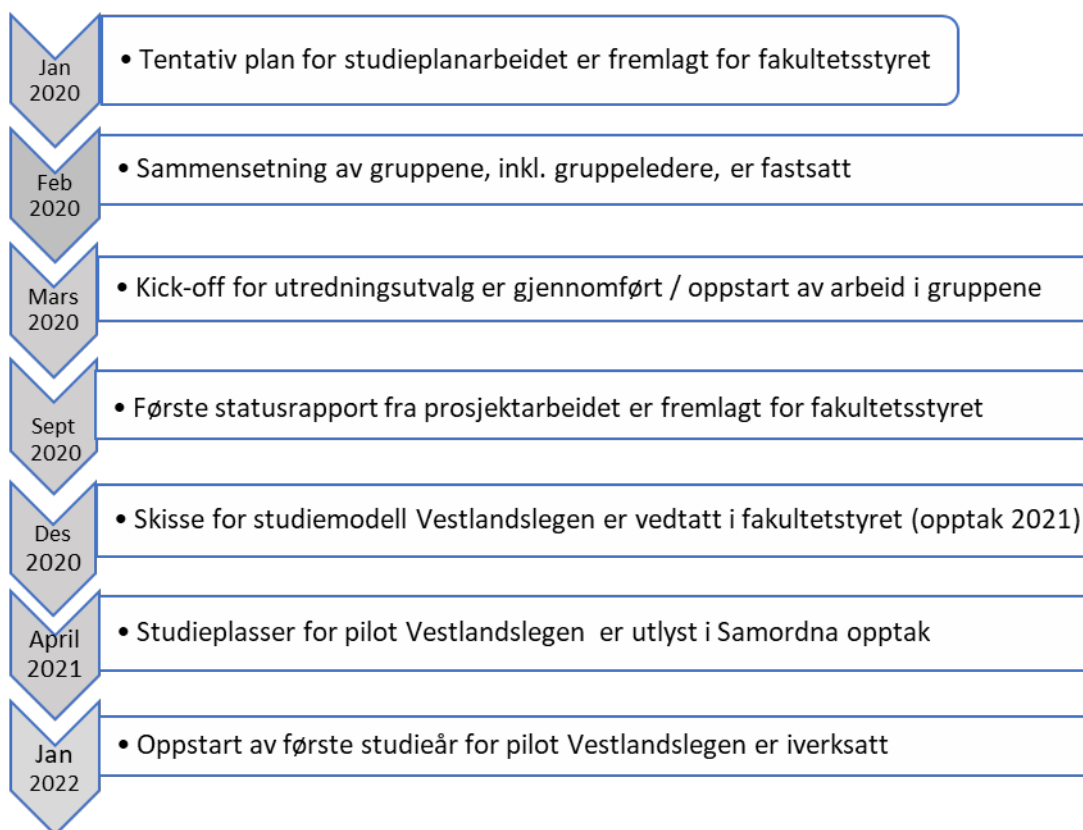 Jan
2020
• Tentativ plan for studieplanarbeidet er fremlagt for fakultetsstyret
Feb
2020
• Sammensetning av gruppene, inkl. gruppeledere, er fastsatt
Mars
2020
• Kick-off for utredningsutvalg er gjennomført / oppstart av arbeid i gruppene
Sept
2020
• Første statusrapport fra prosjektarbeidet er fremlagt for fakultetsstyret
Des
2020
• Skisse for studiemodell Vestlandslegen er vedtatt i fakultetstyret (opptak 2021)
April
2021
• Studieplasser for pilot Vestlandslegen er utlyst i Samordna opptak
Jan
2022
• Oppstart av første studieår for pilot Vestlandslegen er iverksatt